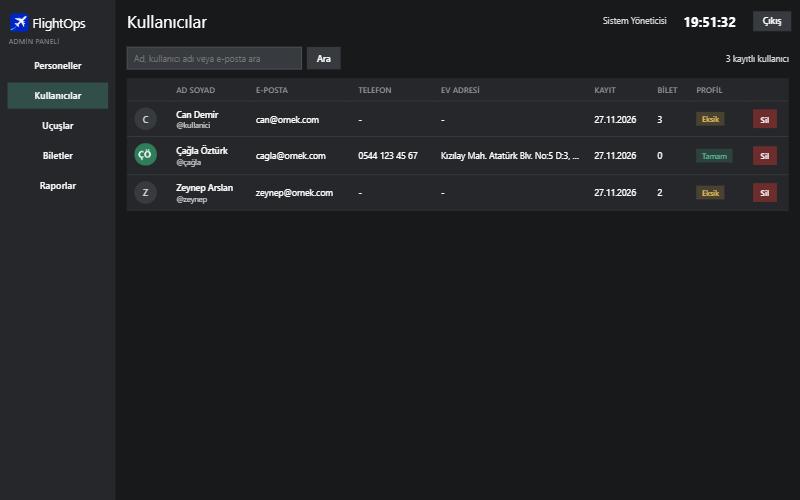 FlightOps
ADMİN PANELİ
Personeller
Kullanıcılar
Uçuşlar
Biletler
Raporlar
Kullanıcılar
Sistem Yöneticisi
19:51:32
Çıkış
Ad, kullanıcı adı veya e-posta ara
Ara
3 kayıtlı kullanıcı
AD SOYAD E-POSTA TELEFON EV ADRESİ KAYIT BİLET PROFİL
C Can Demir can@ornek.com - - 27.11.2026 3 Eksik Sil
@kullanici
ÇÖ Çağla Öztürk cagla@ornek.com 0544 123 45 67 Kızılay Mah. Atatürk Blv. No:5 D:3, ... 27.11.2026 0 Tamam Sil
@çağla
Z Zeynep Arslan zeynep@ornek.com - - 27.11.2026 2 Eksik Sil
@zeynep